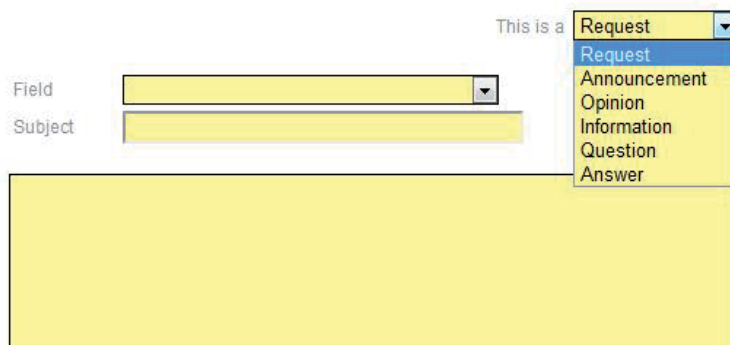 This is a Request
Request
Announcement
Field
Opinion
Subject
Information
Question
Answer